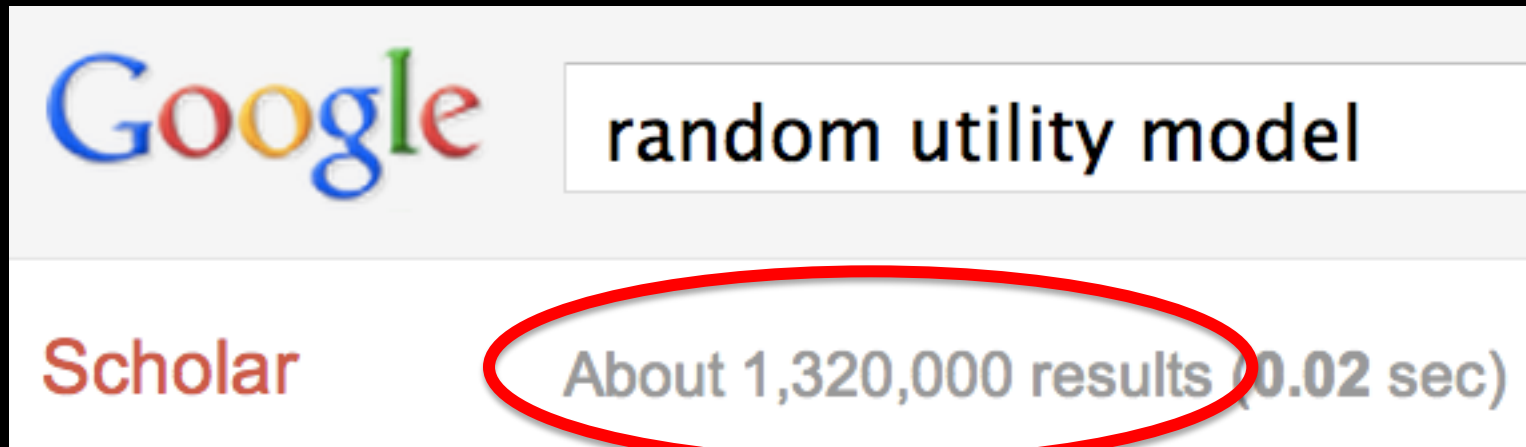 Google random utility model
Scholar About 1,320,000 results (0.02 sec)